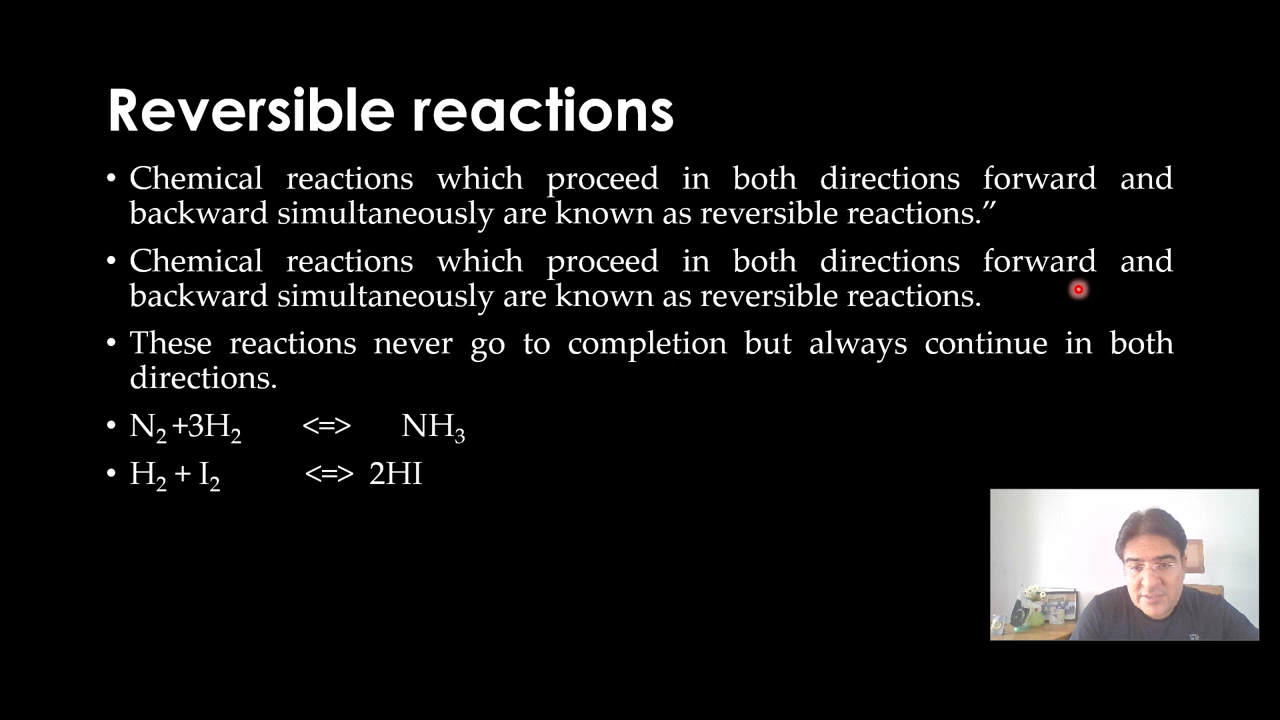 Reversible reactions
• Chemical reactions which proceed in both directions forward and
backward simultaneously are known as reversible reactions.”
• Chemical reactions which proceed in both directions forward and
backward simultaneously are known as reversible reactions.
• These reactions never go to completion but always continue in both
directions.
• N₂ +3H₂ <=> NH₃
• H₂ + I₂ <=> 2HI